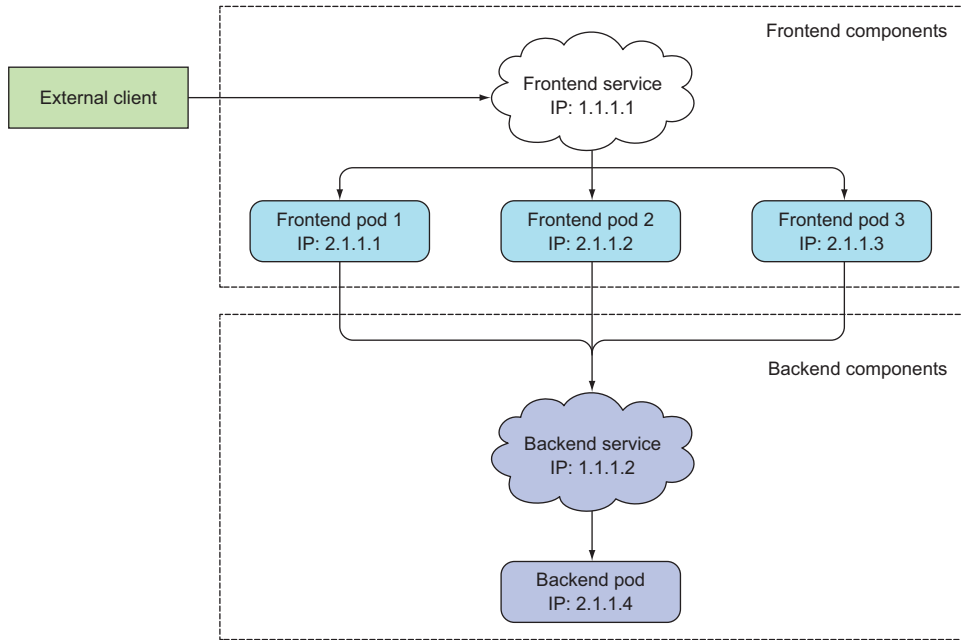 Frontend components
External client
Frontend service
IP: 1.1.1.1
Frontend pod 1
IP: 2.1.1.1
Frontend pod 2
IP: 2.1.1.2
Frontend pod 3
IP: 2.1.1.3
Backend components
Backend service
IP: 1.1.1.2
Backend pod
IP: 2.1.1.4